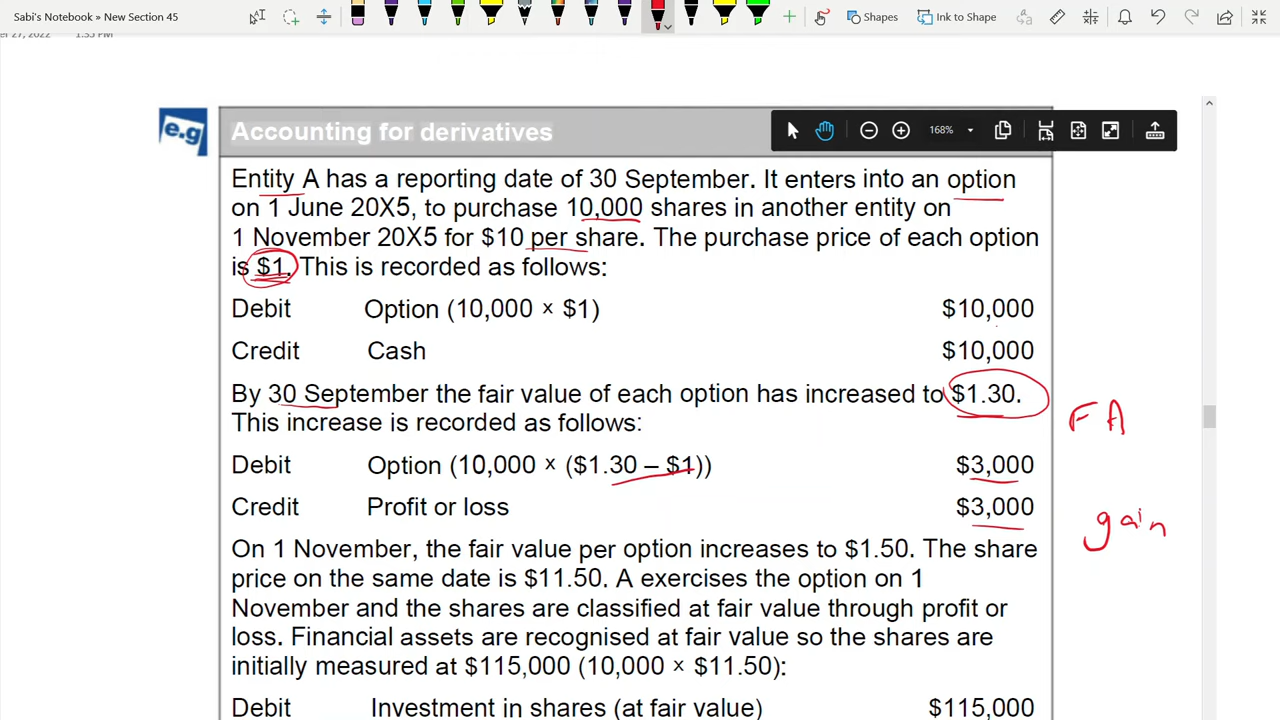 Sabi's Notebook » New Section 45
Shapes
Ink to Shape
er 27, 2022
1:35 PM
e.g
Accounting for derivatives
168%
Entity A has a reporting date of 30 September. It enters into an option
on 1 June 20X5, to purchase 10,000 shares in another entity on
1 November 20X5 for $10 per share. The purchase price of each option
is $1. This is recorded as follows:
Debit Option (10,000 × $1) $10,000
Credit Cash $10,000
By 30 September the fair value of each option has increased to $1.30.
This increase is recorded as follows:
FA
Debit Option (10,000 × ($1.30 – $1)) $3,000
Credit Profit or loss $3,000
gain
On 1 November, the fair value per option increases to $1.50. The share
price on the same date is $11.50. A exercises the option on 1
November and the shares are classified at fair value through profit or
loss. Financial assets are recognised at fair value so the shares are
initially measured at $115,000 (10,000 × $11.50):
Debit Investment in shares (at fair value) $115,000